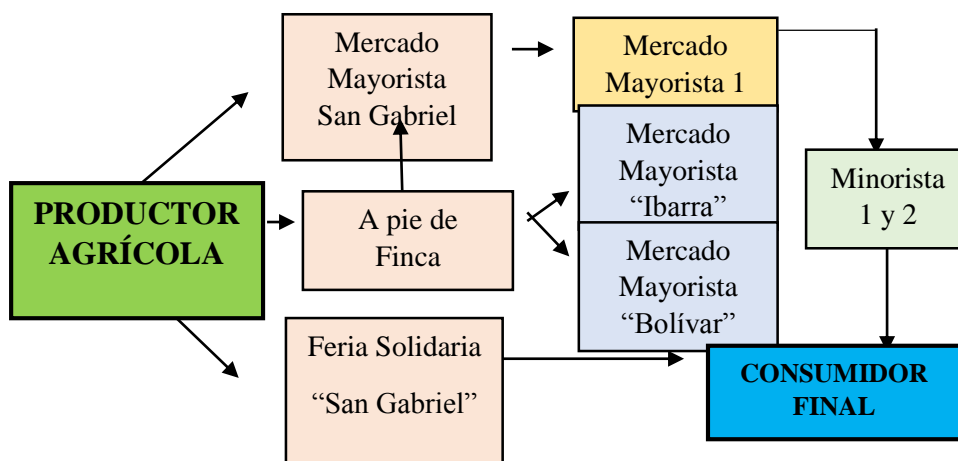 Mercado
Mayorista
San Gabriel
Mercado
Mayorista 1
Mercado
Mayorista
“Ibarra”
Minorista
1 y 2
PRODUCTOR
AGRÍCOLA
A pie de
Finca
Mercado
Mayorista
“Bolívar”
Feria Solidaria
“San Gabriel”
CONSUMIDOR
FINAL